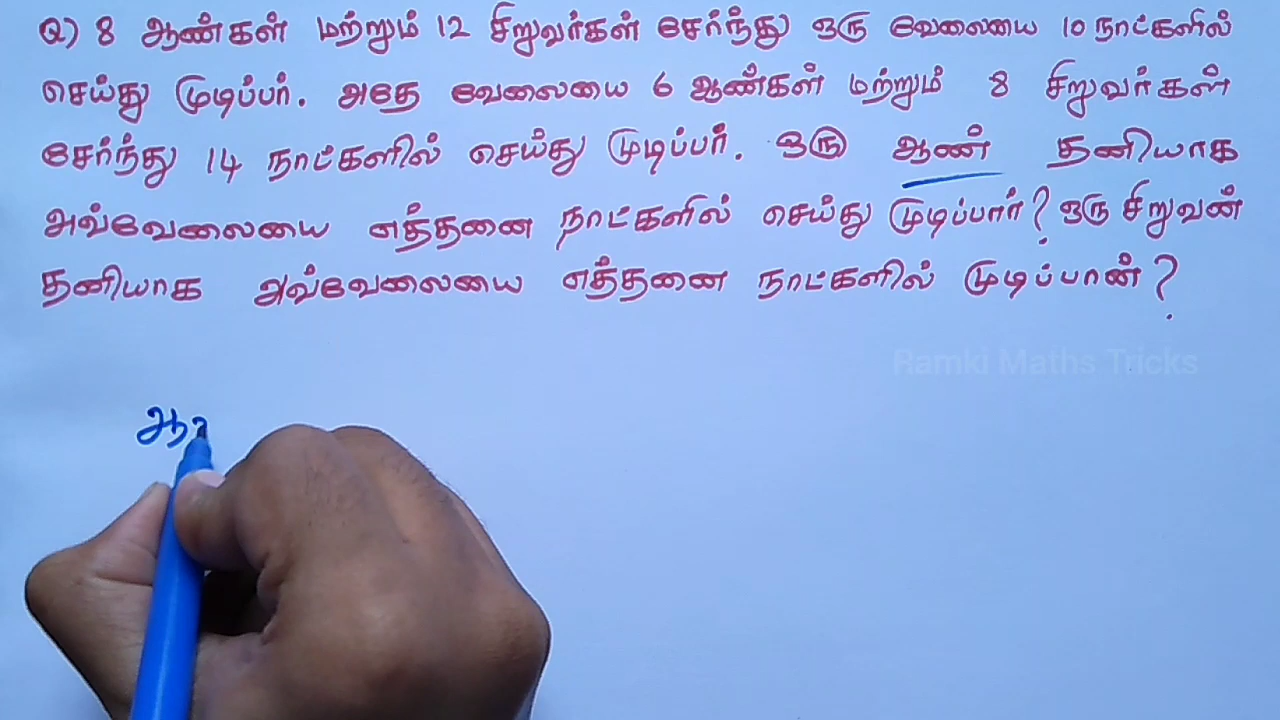 Q) 8 ஆண்கள் மற்றும் 12 சிறுவர்கள் சேர்ந்து ஒரு வேலையை 10 நாட்களில்
செய்து முடிப்பர். அதே வேலையை 6 ஆண்கள் மற்றும் 8 சிறுவர்கள்
சேர்ந்து 14 நாட்களில் செய்து முடிப்பர். ஒரு ஆண் தனியாக
அவ்வேலையை எத்தனை நாட்களில் செய்து முடிப்பார்? ஒரு சிறுவன்
தனியாக அவ்வேலையை எத்தனை நாட்களில் முடிப்பான்?
Ramki Maths Tricks